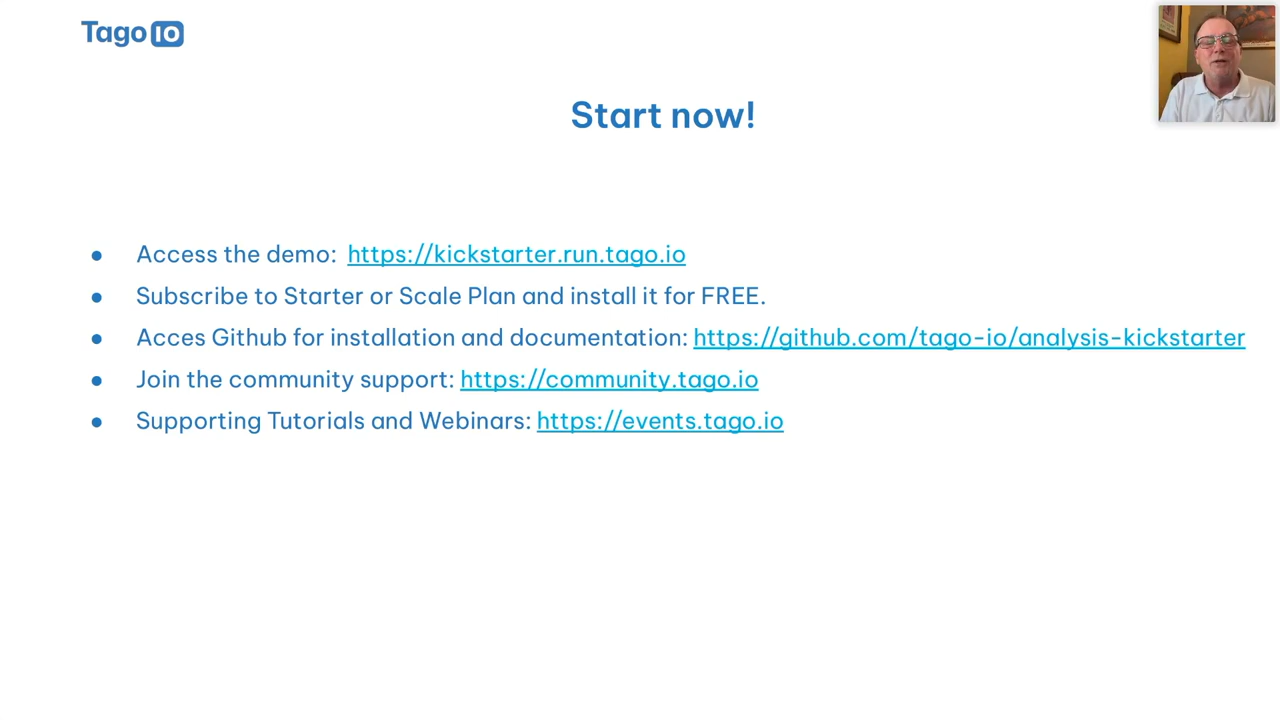 Tago IO
Start now!
● Access the demo: https://kickstarter.run.tago.io
● Subscribe to Starter or Scale Plan and install it for FREE.
● Acces Github for installation and documentation: https://github.com/tago-io/analysis-kickstarter
● Join the community support: https://community.tago.io
● Supporting Tutorials and Webinars: https://events.tago.io